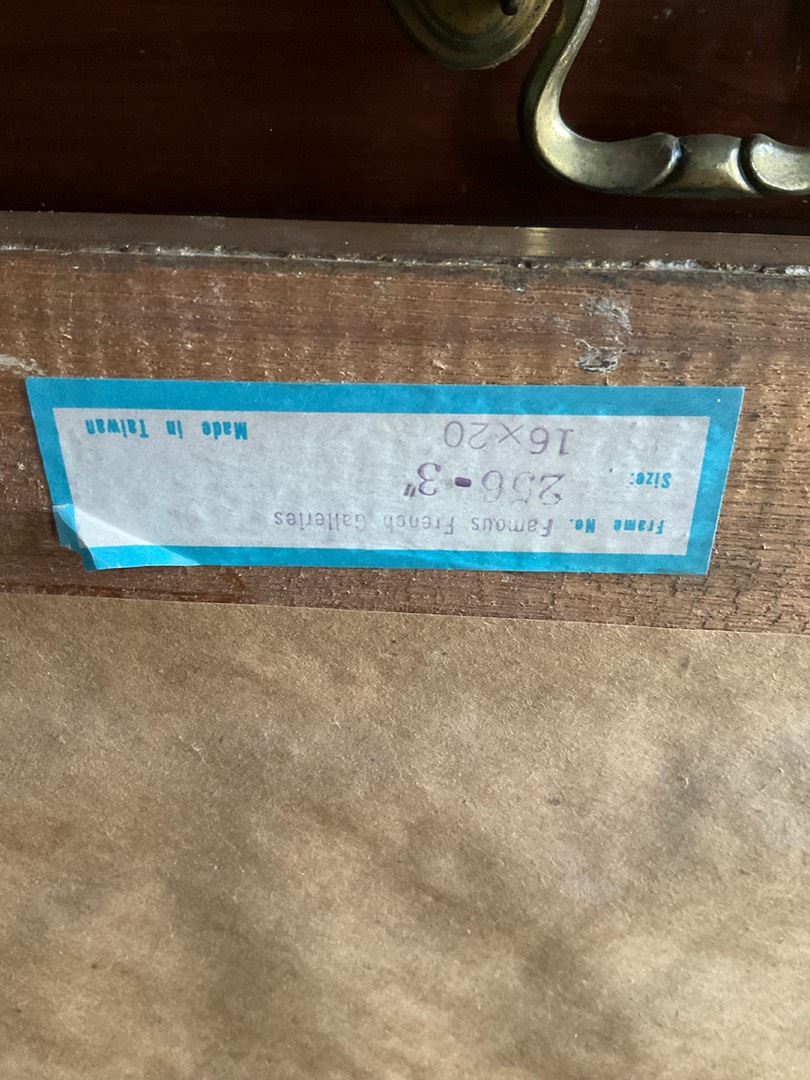 Frame No. Famous French Galleries
256-3"
Size:
16×20
Made in Taiwan